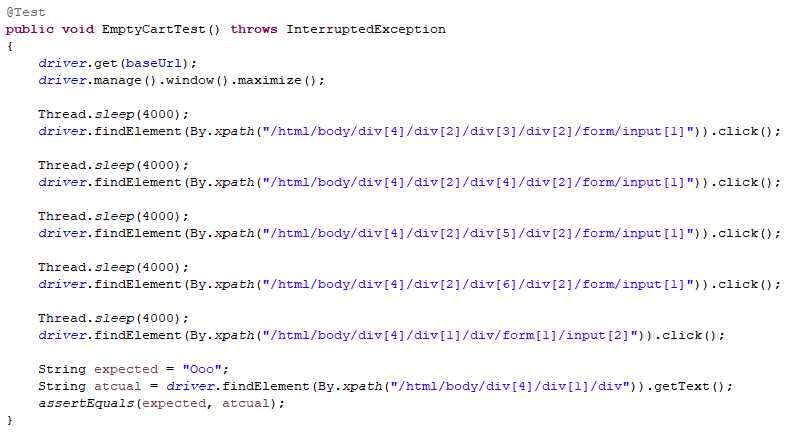 @Test
public void EmptyCartTest() throws InterruptedException
{
driver.get(baseUrl);
driver.manage().window().maximize();
Thread.sleep(4000);
driver.findElement(By.xpath("/html/body/div[4]/div[2]/div[3]/div[2]/form/input[1]")).click();
Thread.sleep(4000);
driver.findElement(By.xpath("/html/body/div[4]/div[2]/div[4]/div[2]/form/input[1]")).click();
Thread.sleep(4000);
driver.findElement(By.xpath("/html/body/div[4]/div[2]/div[5]/div[2]/form/input[1]")).click();
Thread.sleep(4000);
driver.findElement(By.xpath("/html/body/div[4]/div[2]/div[6]/div[2]/form/input[1]")).click();
Thread.sleep(4000);
driver.findElement(By.xpath("/html/body/div[4]/div[1]/div/form[1]/input[2]")).click();
String expected = "Ooo";
String atcual = driver.findElement(By.xpath("/html/body/div[4]/div[1]/div")).getText();
assertEquals(expected, atcual);
}